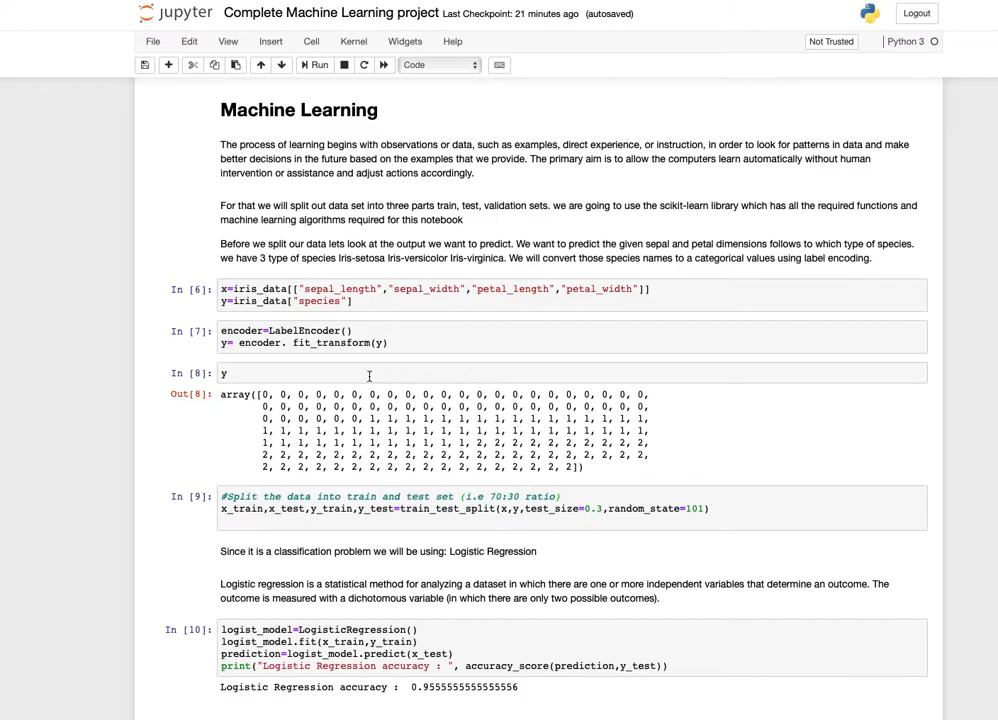 jupyter Complete Machine Learning project Last Checkpoint: 21 minutes ago (autosaved) Logout
File Edit View Insert Cell Kernel Widgets Help Not Trusted Python 3
Run Code
Machine Learning
The process of learning begins with observations or data, such as examples, direct experience, or instruction, in order to look for patterns in data and make
better decisions in the future based on the examples that we provide. The primary aim is to allow the computers learn automatically without human
intervention or assistance and adjust actions accordingly.
For that we will split out data set into three parts train, test, validation sets. we are going to use the scikit-learn library which has all the required functions and
machine learning algorithms required for this notebook
Before we split our data lets look at the output we want to predict. We want to predict the given sepal and petal dimensions follows to which type of species.
we have 3 type of species Iris-setosa Iris-versicolor Iris-virginica. We will convert those species names to a categorical values using label encoding.
In [6]: x=iris_data[["sepal_length","sepal_width","petal_length","petal_width"]]
y=iris_data["species"]
In [7]: encoder=LabelEncoder()
y= encoder. fit_transform(y)
In [8]: y
Out[8]: array([0, 0, 0, 0, 0, 0, 0, 0, 0, 0, 0, 0, 0, 0, 0, 0, 0, 0, 0, 0, 0, 0,
0, 0, 0, 0, 0, 0, 0, 0, 0, 0, 0, 0, 0, 0, 0, 0, 0, 0, 0, 0, 0, 0,
0, 0, 0, 0, 0, 0, 1, 1, 1, 1, 1, 1, 1, 1, 1, 1, 1, 1, 1, 1, 1, 1,
1, 1, 1, 1, 1, 1, 1, 1, 1, 1, 1, 1, 1, 1, 1, 1, 1, 1, 1, 1, 1, 1,
1, 1, 1, 1, 1, 1, 1, 1, 1, 1, 1, 1, 2, 2, 2, 2, 2, 2, 2, 2, 2, 2,
2, 2, 2, 2, 2, 2, 2, 2, 2, 2, 2, 2, 2, 2, 2, 2, 2, 2, 2, 2, 2, 2,
2, 2, 2, 2, 2, 2, 2, 2, 2, 2, 2, 2, 2, 2, 2, 2, 2, 2])
In [9]: #Split the data into train and test set (i.e 70:30 ratio)
x_train,x_test,y_train,y_test=train_test_split(x,y,test_size=0.3,random_state=101)
Since it is a classification problem we will be using: Logistic Regression
Logistic regression is a statistical method for analyzing a dataset in which there are one or more independent variables that determine an outcome. The
outcome is measured with a dichotomous variable (in which there are only two possible outcomes).
In [10]: logist_model=LogisticRegression()
logist_model.fit(x_train,y_train)
prediction=logist_model.predict(x_test)
print("Logistic Regression accuracy : ", accuracy_score(prediction,y_test))
Logistic Regression accuracy :  0.9555555555555556